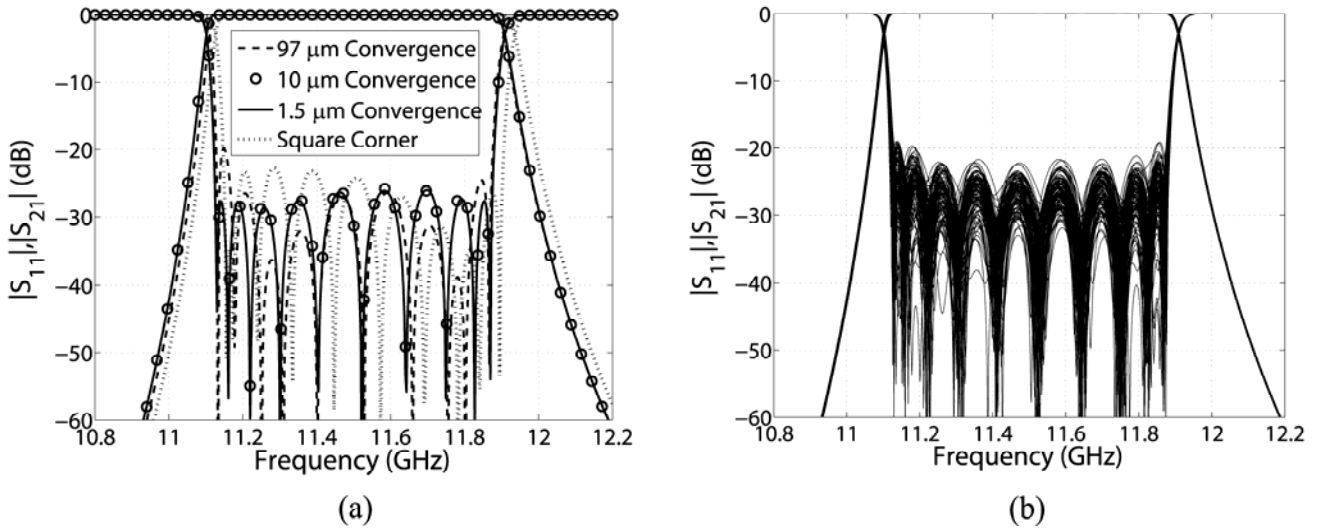 0
−10
−20
−30
−40
−50
−60
|S11|,|S21| (dB)
97 μm Convergence
10 μm Convergence
1.5 μm Convergence
Square Corner
10.8 11 11.2 11.4 11.6 11.8 12 12.2
Frequency (GHz)
(a)
0
−10
−20
−30
−40
−50
−60
|S11|,|S21| (dB)
10.8 11 11.2 11.4 11.6 11.8 12 12.2
Frequency (GHz)
(b)